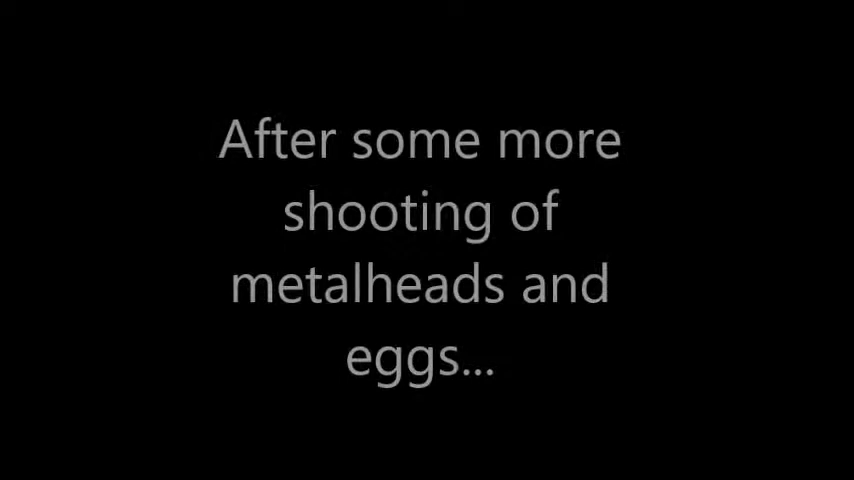 After some more
shooting of
metalheads and
eggs...